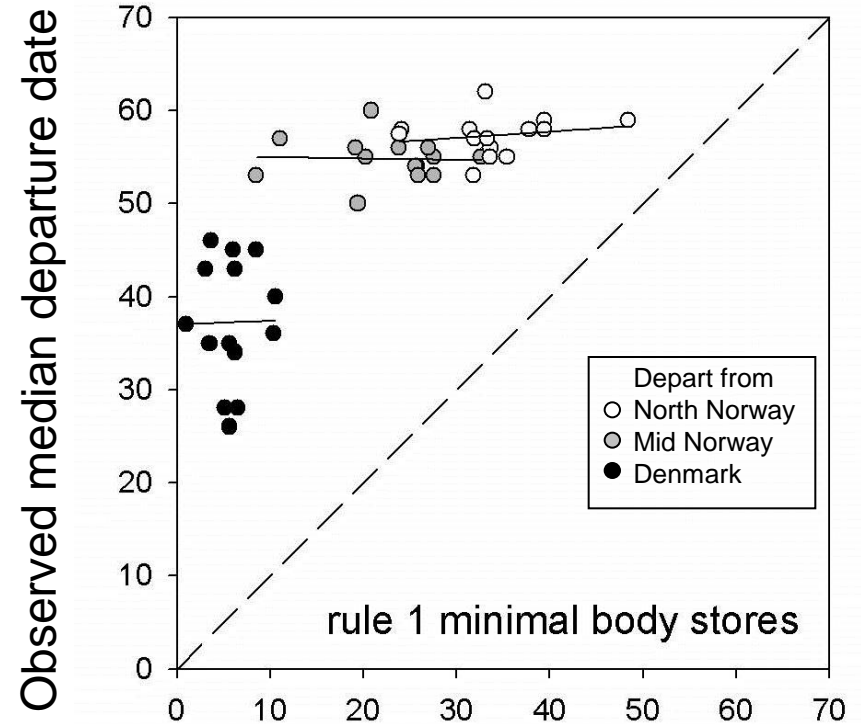 Observed median departure date
70
60
50
40
30
20
10
0
Depart from
North Norway
Mid Norway
Denmark
rule 1 minimal body stores
0 10 20 30 40 50 60 70